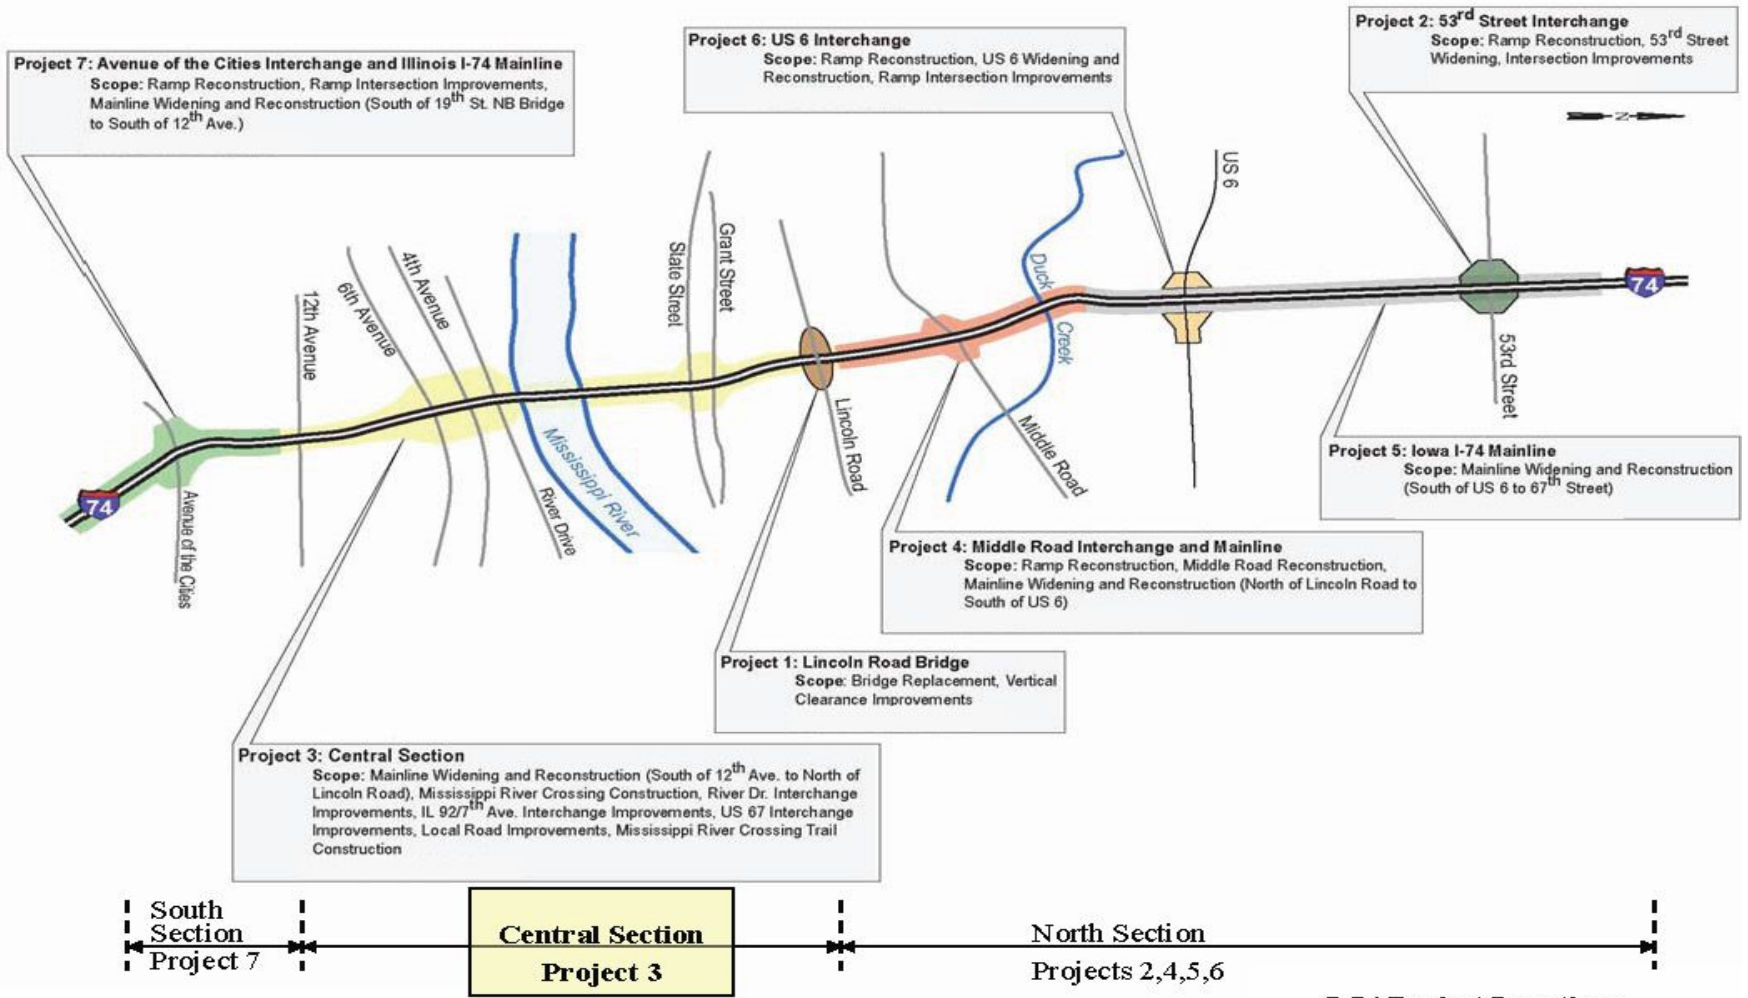 Project 7: Avenue of the Cities Interchange and Illinois I-74 Mainline
Scope: Ramp Reconstruction, Ramp Intersection Improvements,
Mainline Widening and Reconstruction (South of 19th St. NB Bridge
to South of 12th Ave.)
Project 6: US 6 Interchange
Scope: Ramp Reconstruction, US 6 Widening and
Reconstruction, Ramp Intersection Improvements
Project 2: 53rd Street Interchange
Scope: Ramp Reconstruction, 53rd Street
Widening, Intersection Improvements
N
74
Avenue of the Cities
12th Avenue
6th Avenue
4th Avenue
River Drive
Mississippi River
State Street
Grant Street
Lincoln Road
Middle Road
Duck
Creek
US 6
53rd Street
74
Project 5: Iowa I-74 Mainline
Scope: Mainline Widening and Reconstruction
(South of US 6 to 67th Street)
Project 4: Middle Road Interchange and Mainline
Scope: Ramp Reconstruction, Middle Road Reconstruction,
Mainline Widening and Reconstruction (North of Lincoln Road to
South of US 6)
Project 1: Lincoln Road Bridge
Scope: Bridge Replacement, Vertical
Clearance Improvements
Project 3: Central Section
Scope: Mainline Widening and Reconstruction (South of 12th Ave. to North of
Lincoln Road), Mississippi River Crossing Construction, River Dr. Interchange
Improvements, IL 92/7th Ave. Interchange Improvements, US 67 Interchange
Improvements, Local Road Improvements, Mississippi River Crossing Trail
Construction
South
Section
Project 7
Central Section
Project 3
North Section
Projects 2,4,5,6